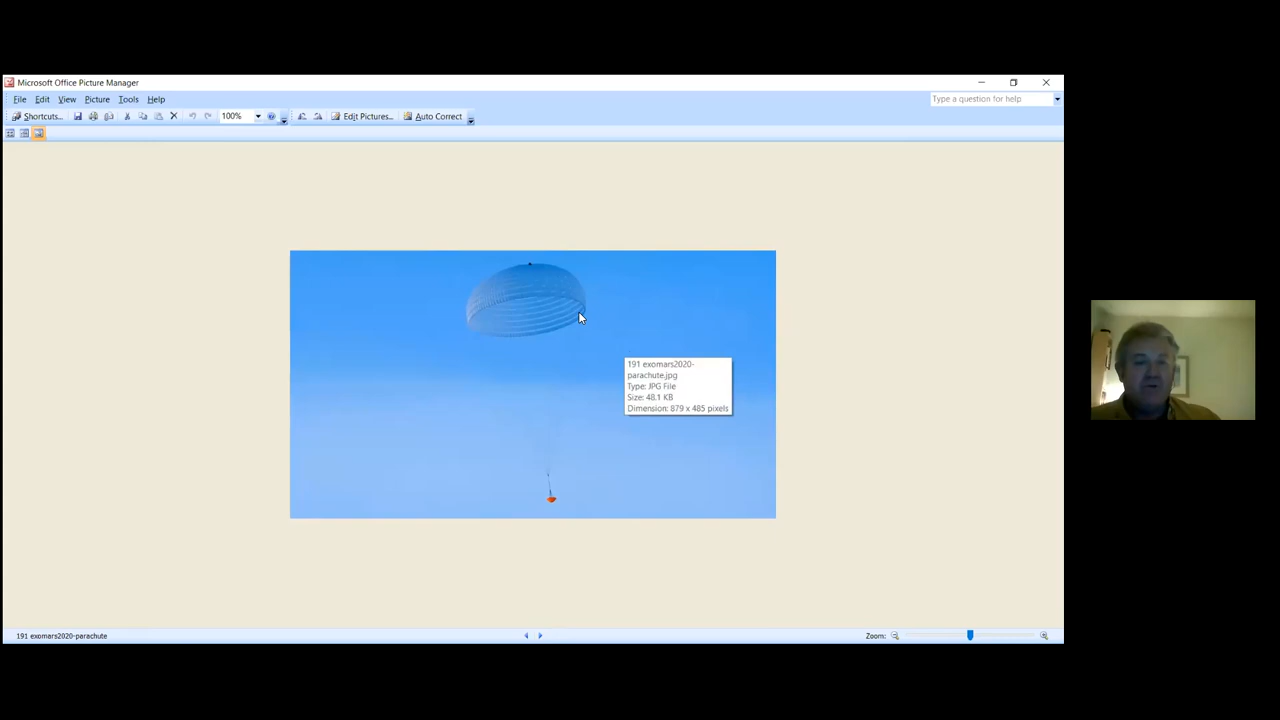 Microsoft Office Picture Manager
File Edit View Picture Tools Help
Type a question for help
Shortcuts... 100% Edit Pictures... Auto Correct
191 exomars2020-
parachute.jpg
Type: JPG File
Size: 48.1 KB
Dimension: 879 x 485 pixels
191 exomars2020-parachute
Zoom: